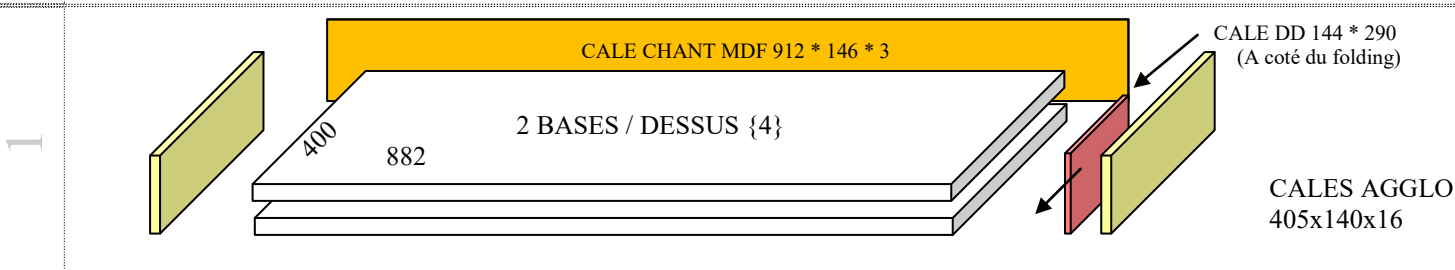 1
CALE CHANT MDF 912 * 146 * 3
CALE DD 144 * 290
(A coté du folding)
2 BASES / DESSUS {4}
400
882
CALES AGGLO
405x140x16